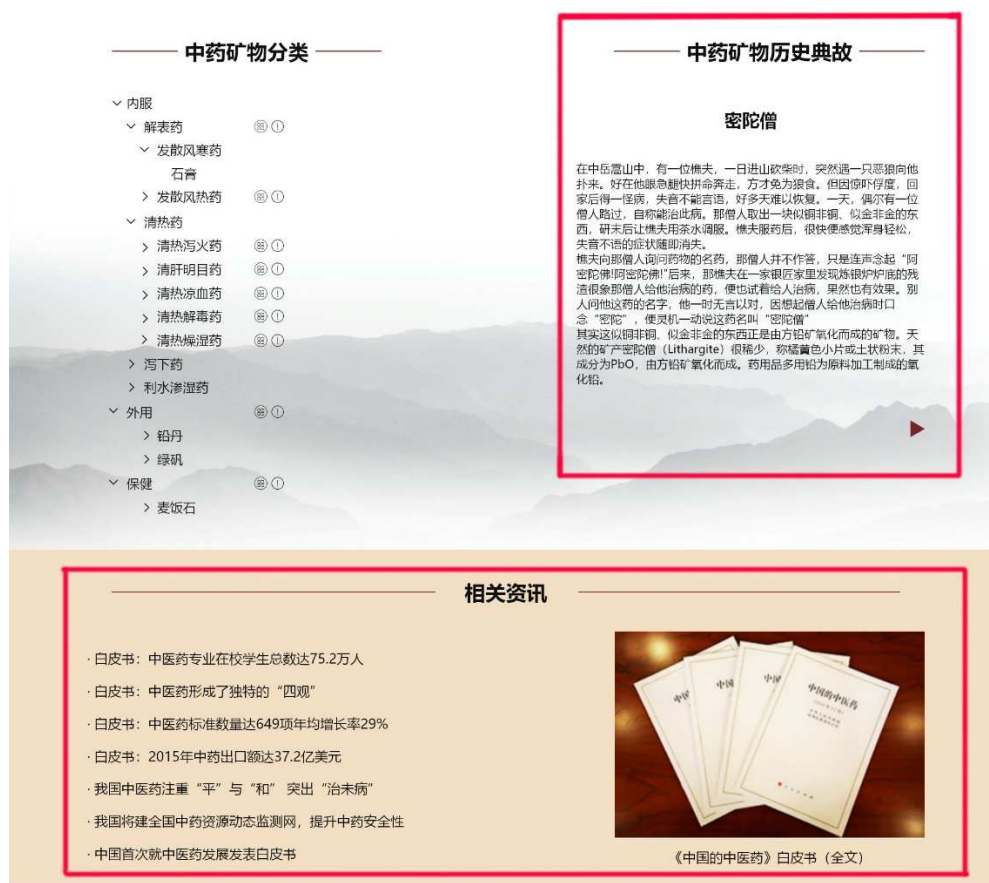 中药矿物分类
内服
解表药
发散风寒药
石膏
发散风热药
清热药
清热泻火药
清肝明目药
清热凉血药
清热解毒药
清热燥湿药
泻下药
利水渗湿药
外用
铅丹
绿矾
保健
麦饭石
中药矿物历史典故
密陀僧
在中岳嵩山中，有一位樵夫，一日进山砍柴时，突然遇一只恶狼向他
扑来。好在他眼急腿快拼命奔走，方才免为狼食。但因惊吓俘度，回
家后得一怪病，失音不能言语，好多天难以恢复。一天，偶尔有一位
僧人路过，自称能治此病。那僧人取出一块似铜非铜、似金非金的东
西，研末后让樵夫用茶水调服。樵夫服药后，很快便感觉浑身轻松，
失音不语的症状随即消失。
樵夫向那僧人询问药物的名药，那僧人并不作答，只是连声念起“阿
密陀佛!阿密陀佛!”后来，那樵夫在一家银匠家里发现炼银炉炉底的残
渣很象那僧人给他治病的药，便也试着给人治病，果然也有效果。别
人问他这药的名字，他一时无言以对，因想起僧人给他治病时口
念“密陀”，便灵机一动说这药名叫“密陀僧”
其实这似铜非铜、似金非金的东西正是由方铅矿氧化而成的矿物。天
然的矿产密陀僧（Lithargite）很稀少，称橘黄色小片或土状粉末，其
成分为PbO，由方铅矿氧化而成。药用品多用铅为原料加工制成的氧
化铅。
相关资讯
·白皮书：中医药专业在校学生总数达75.2万人
·白皮书：中医药形成了独特的“四观”
·白皮书：中医药标准数量达649项年均增长率29%
·白皮书：2015年中药出口额达37.2亿美元
·我国中医药注重“平”与“和” 突出“治未病”
·我国将建全国中药资源动态监测网，提升中药安全性
·中国首次就中医药发展发表白皮书
中国的中医药
《中国的中医药》白皮书（全文）